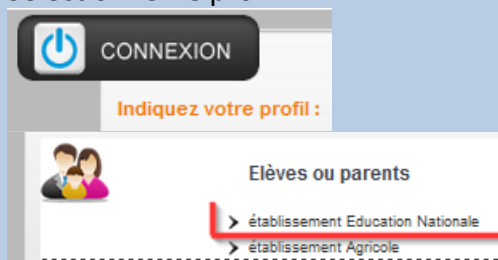 CONNEXION
Indiquez votre profil :
Elèves ou parents
établissement Education Nationale
établissement Agricole